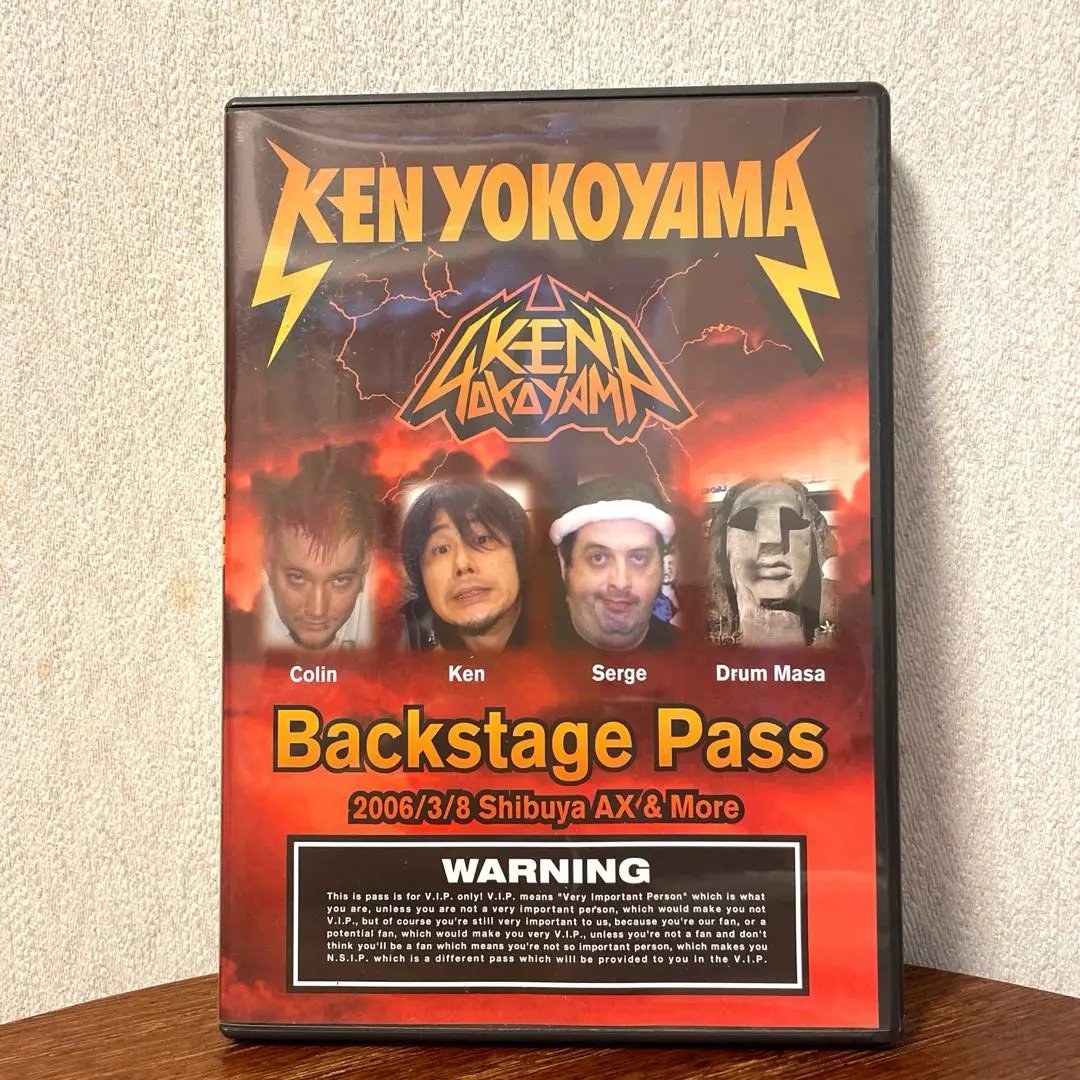 KEN YOKOYAMA
KEN
YOKOYAMA
Colin
Ken
Serge
Drum Masa
Backstage Pass
2006/3/8 Shibuya AX & More
WARNING
This is pass is for V.I.P. only! V.I.P. means "Very Important Person" which is what
you are, unless you are not a very important person, which would make you not
V.I.P., but of course you're still very important to us, because you're our fan, or a
potential fan, which would make you very V.I.P., unless you're not a fan and don't
think you'll be a fan which means you're not so important person, which makes you
N.S.I.P. which is a different pass which will be provided to you in the V.I.P.